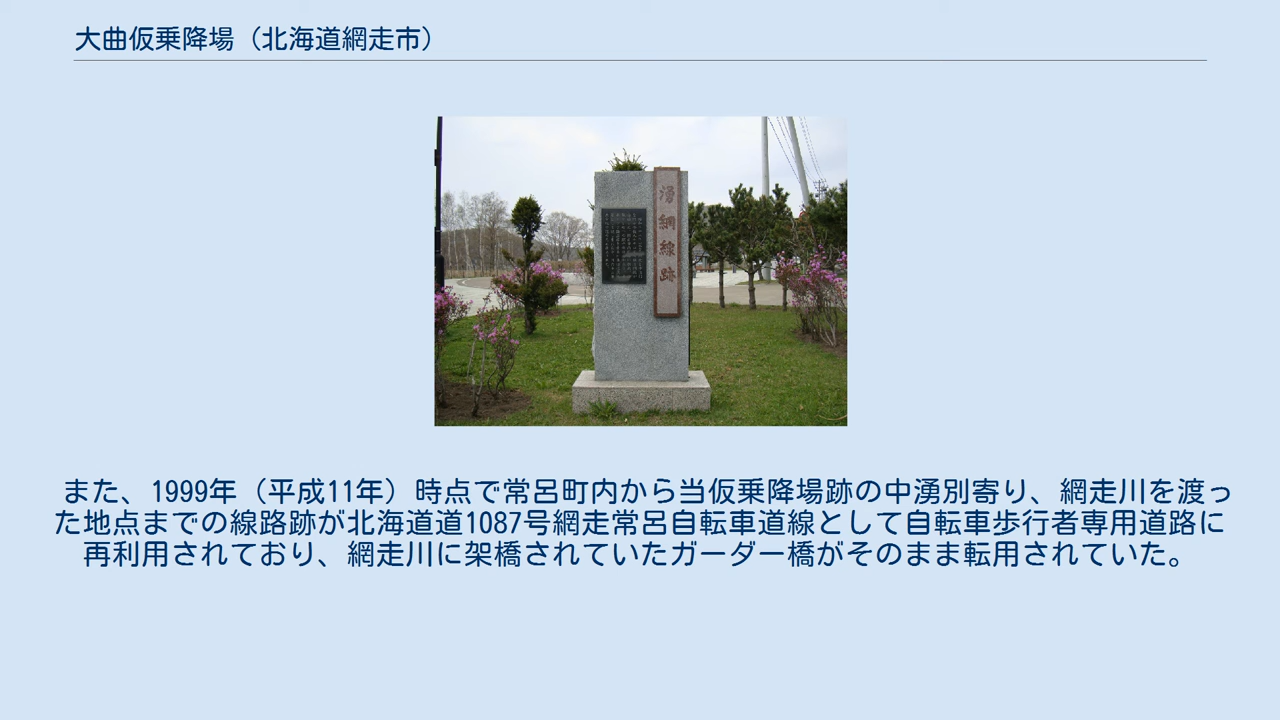 大曲仮乗降場（北海道網走市）
湧網線跡
また、1999年（平成11年）時点で常呂町内から当仮乗降場跡の中湧別寄り、網走川を渡っ
た地点までの線路跡が北海道道1087号網走常呂自転車道線として自転車歩行者専用道路に
再利用されており、網走川に架橋されていたガーダー橋がそのまま転用されていた。